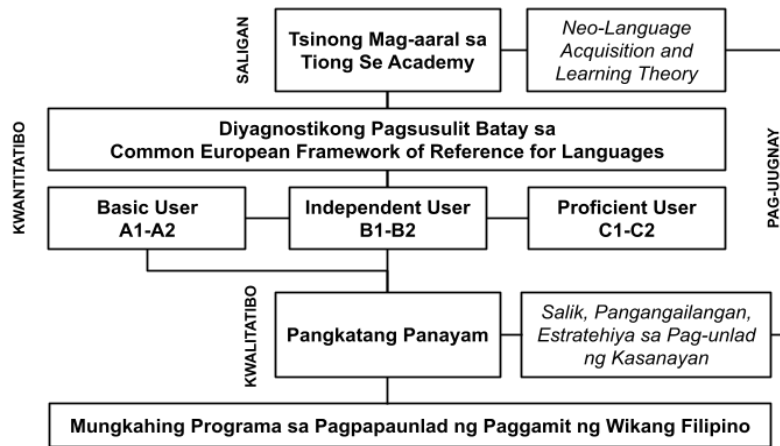 SALIGAN
Tsinong Mag-aaral sa
Tiong Se Academy
Neo-Language
Acquisition and
Learning Theory
KWANTITATIBO
Diyagnostikong Pagsusulit Batay sa
Common European Framework of Reference for Languages
Basic User
A1-A2
Independent User
B1-B2
Proficient User
C1-C2
PAG-UUGNAY
KWALITATIBO
Pangkatang Panayam
Salik, Pangangailangan,
Estratehiya sa Pag-unlad
ng Kasanayan
Mungkahing Programa sa Pagpapaunlad ng Paggamit ng Wikang Filipino